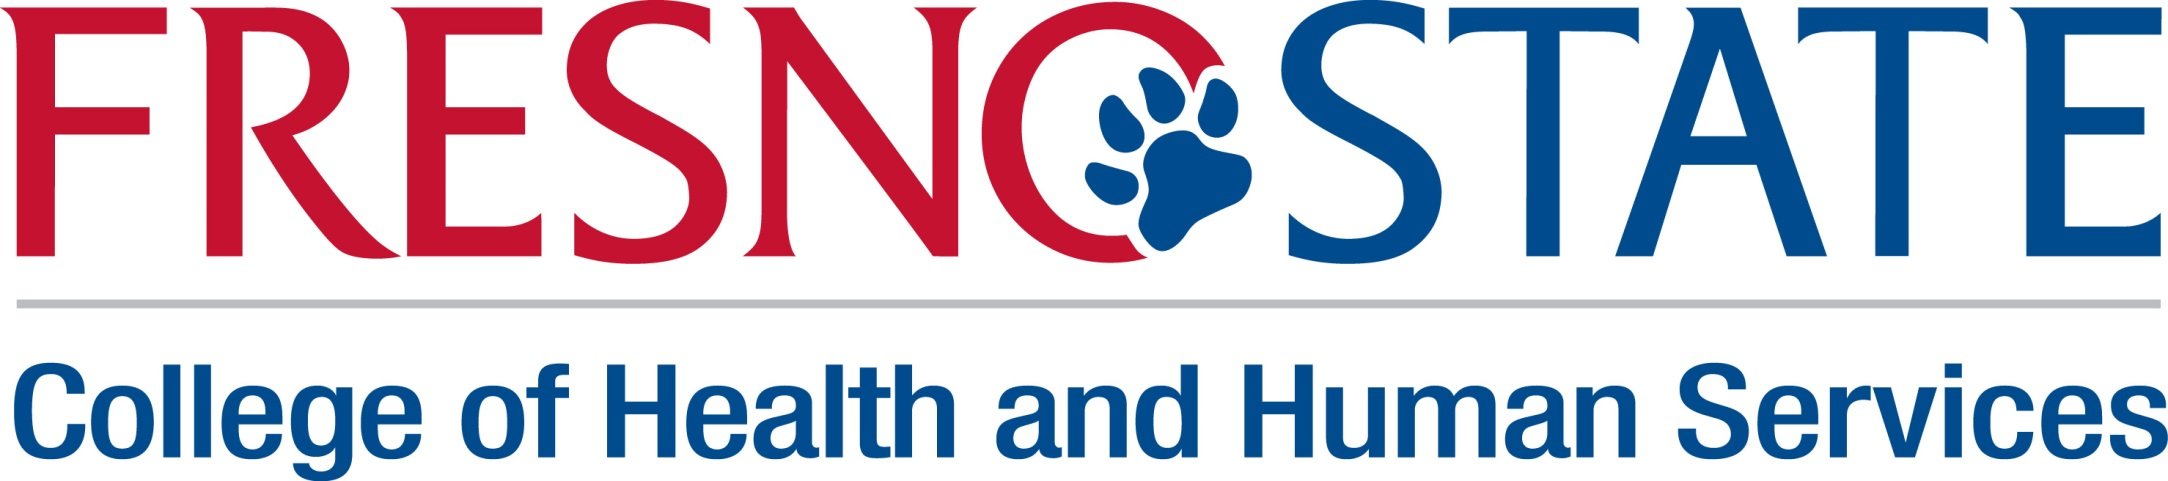 FRESNO STATE
College of Health and Human Services